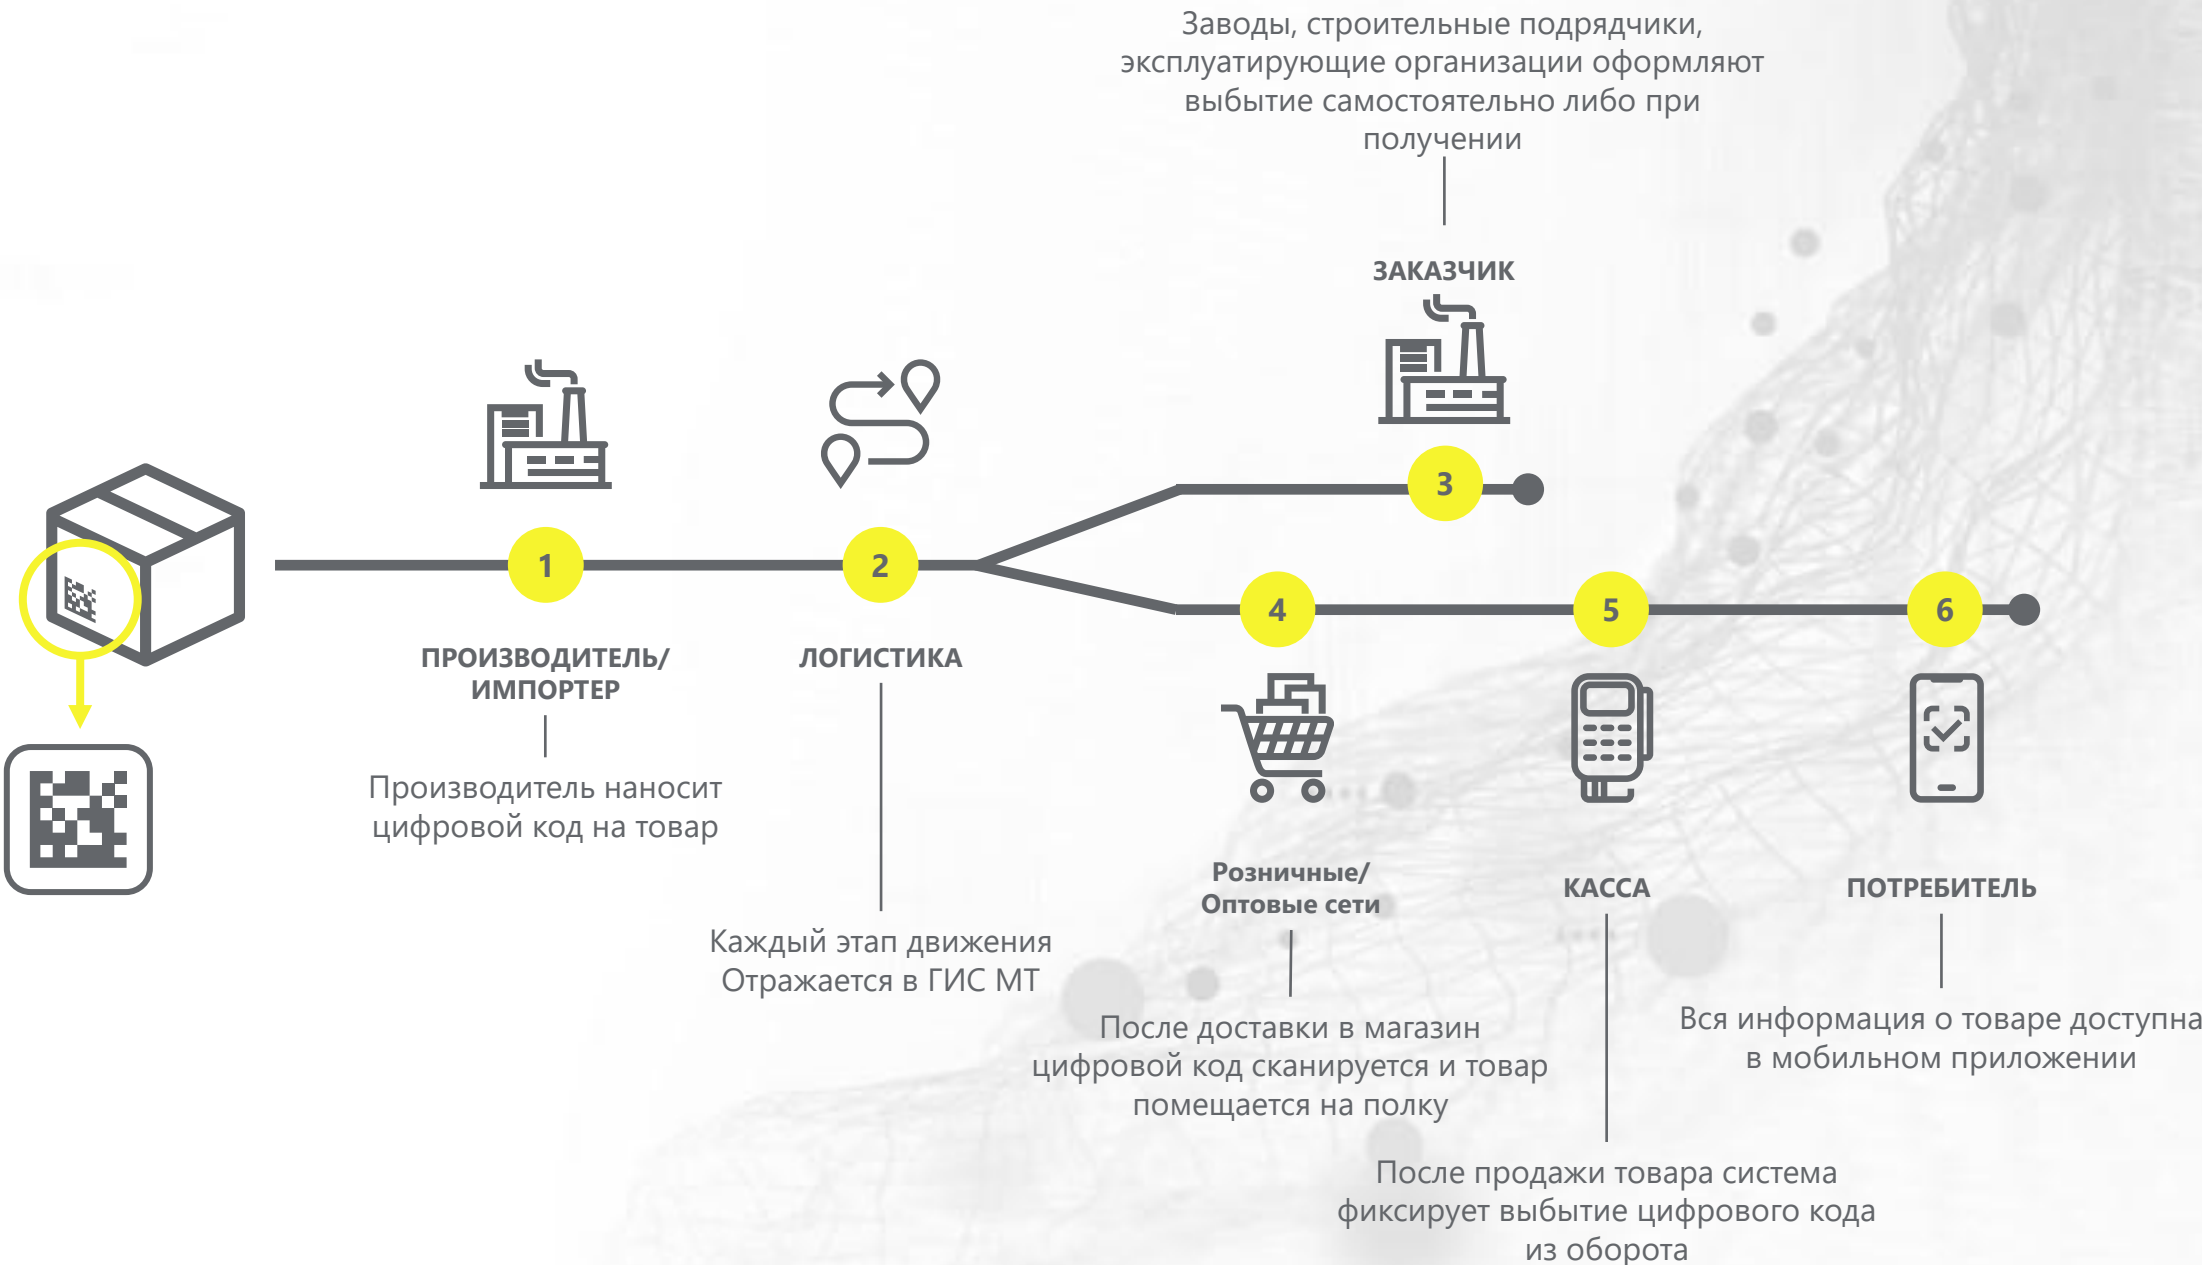 Заводы, строительные подрядчики,
эксплуатирующие организации оформляют
выбытие самостоятельно либо при
получении
ЗАКАЗЧИК
3
1
2
4
5
6
ПРОИЗВОДИТЕЛЬ/
ИМПОРТЕР
Производитель наносит
цифровой код на товар
ЛОГИСТИКА
Каждый этап движения
Отражается в ГИС МТ
Розничные/
Оптовые сети
После доставки в магазин
цифровой код сканируется и товар
помещается на полку
КАССА
После продажи товара система
фиксирует выбытие цифрового кода
из оборота
ПОТРЕБИТЕЛЬ
Вся информация о товаре доступна
в мобильном приложении